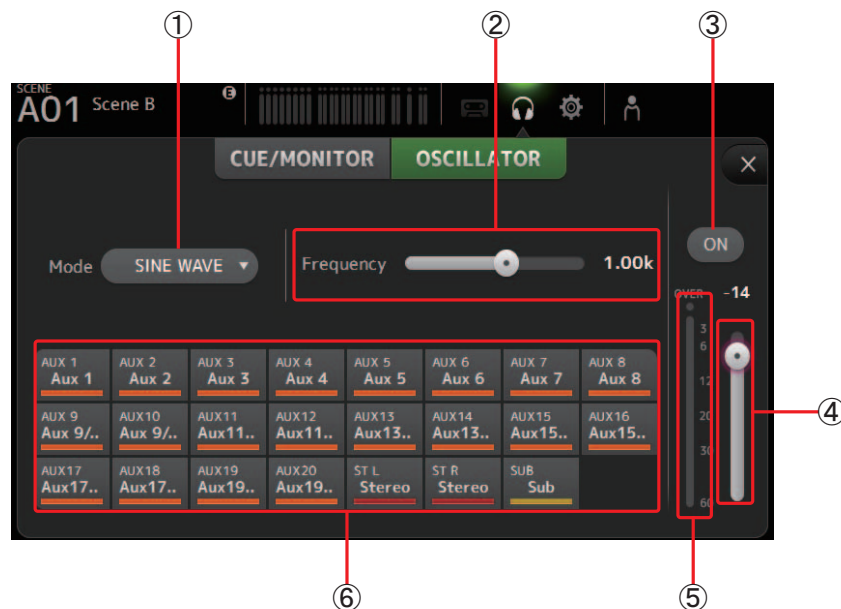 ① ② ③
SCENE
A01 Scene B E
CUE/MONITOR OSCILLATOR
ON
Mode SINE WAVE Frequency 1.00k
OVER -14
3
6
12
20
30
60
AUX 1 AUX 2 AUX 3 AUX 4 AUX 5 AUX 6 AUX 7 AUX 8
Aux 1 Aux 2 Aux 3 Aux 4 Aux 5 Aux 6 Aux 7 Aux 8
AUX 9 AUX10 AUX11 AUX12 AUX13 AUX14 AUX15 AUX16
Aux 9/.. Aux 9/.. Aux11.. Aux11.. Aux13.. Aux13.. Aux15.. Aux15..
④
AUX17 AUX18 AUX19 AUX20 ST L ST R SUB
Aux17.. Aux17.. Aux19.. Aux19.. Stereo Stereo Sub
⑥ ⑤